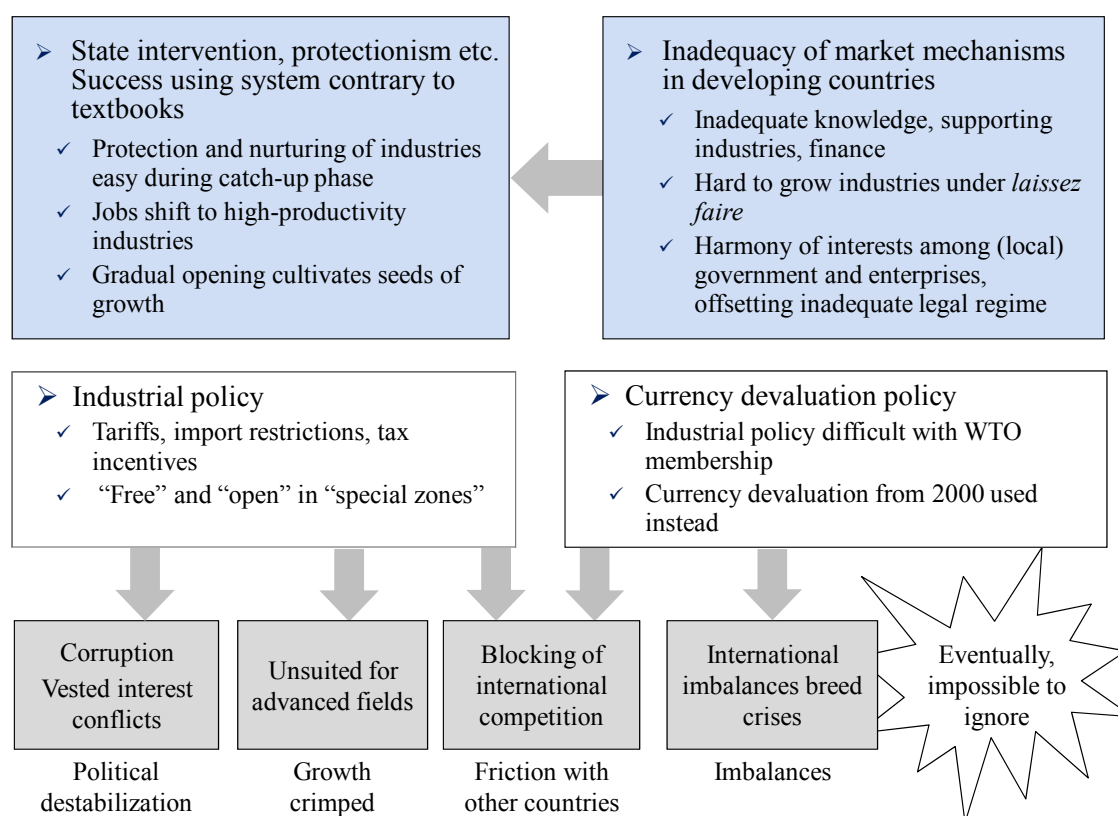 State intervention, protectionism etc.
Success using system contrary to
textbooks
Protection and nurturing of industries
easy during catch-up phase
Jobs shift to high-productivity
industries
Gradual opening cultivates seeds of
growth
Inadequacy of market mechanisms
in developing countries
Inadequate knowledge, supporting
industries, finance
Hard to grow industries under laissez
faire
Harmony of interests among (local)
government and enterprises,
offsetting inadequate legal regime
Industrial policy
Tariffs, import restrictions, tax
incentives
“Free” and “open” in “special zones”
Currency devaluation policy
Industrial policy difficult with WTO
membership
Currency devaluation from 2000 used
instead
Corruption
Vested interest
conflicts
Unsuited for
advanced fields
Blocking of
international
competition
International
imbalances breed
crises
Eventually,
impossible to
ignore
Political
destabilization
Growth
crimped
Friction with
other countries
Imbalances